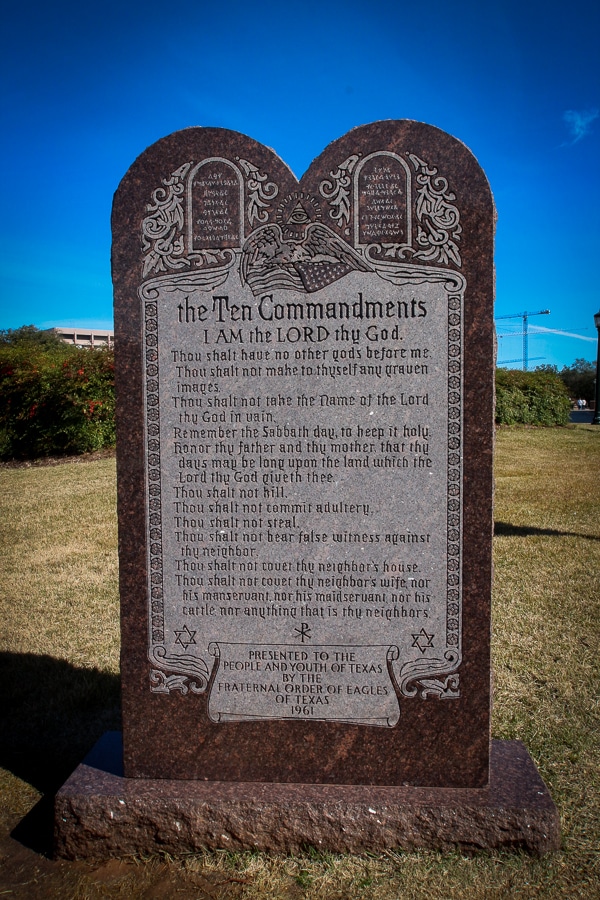 the Ten Commandments
I AM the LORD thy God.
Thou shalt have no other gods before me.
Thou shalt not make to thyself any graven
images.
Thou shalt not take the Name of the Lord
thy God in vain.
Remember the Sabbath day, to keep it holy.
Honor thy father and thy mother, that thy
days may be long upon the land which the
Lord thy God giveth thee.
Thou shalt not kill.
Thou shalt not commit adultery.
Thou shalt not steal.
Thou shalt not bear false witness against
thy neighbor.
Thou shalt not covet thy neighbor's house.
Thou shalt not covet thy neighbor's wife, nor
his manservant, nor his maidservant, nor his
cattle, nor anything that is thy neighbor's.
PRESENTED TO THE
PEOPLE AND YOUTH OF TEXAS
BY THE
FRATERNAL ORDER OF EAGLES
OF TEXAS
1961